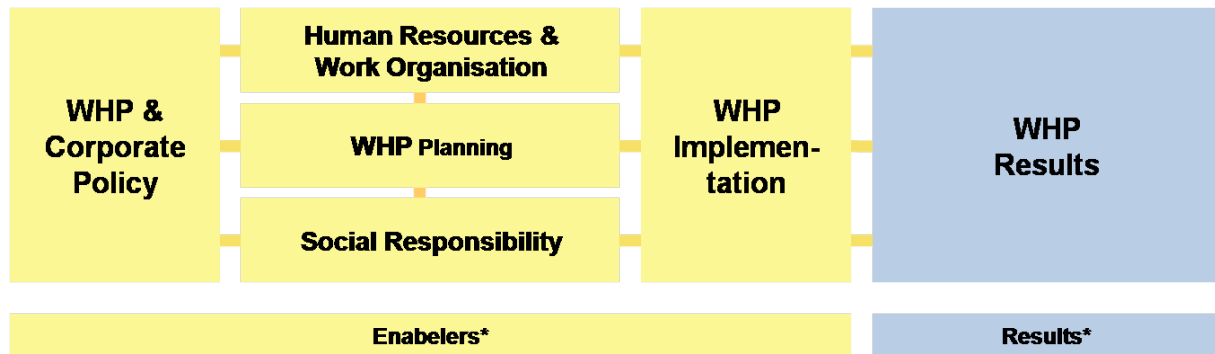 WHP &
Corporate
Policy
Human Resources &
Work Organisation
WHP Planning
Social Responsibility
WHP
Implemen-
tation
WHP
Results
Enabelers*
Results*